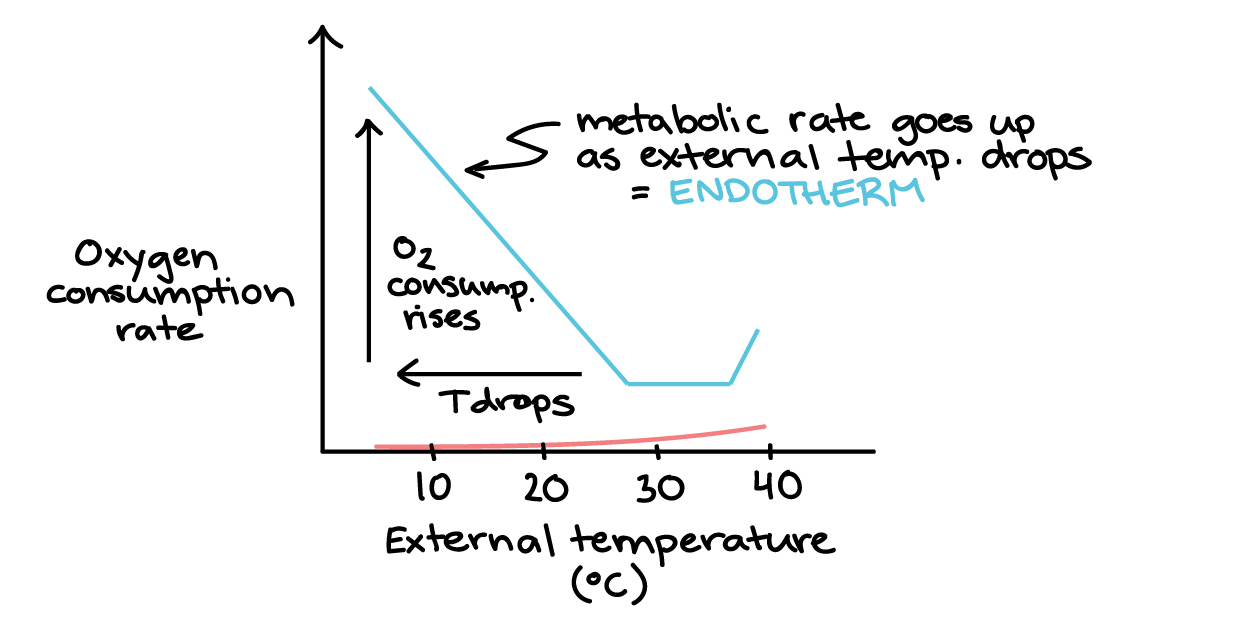 metabolic rate goes up
as external temp. drops
= ENDOTHERM
Oxygen
consumption
rate
O2
consump.
rises
T drops
10 20 30 40
External temperature
(°C)